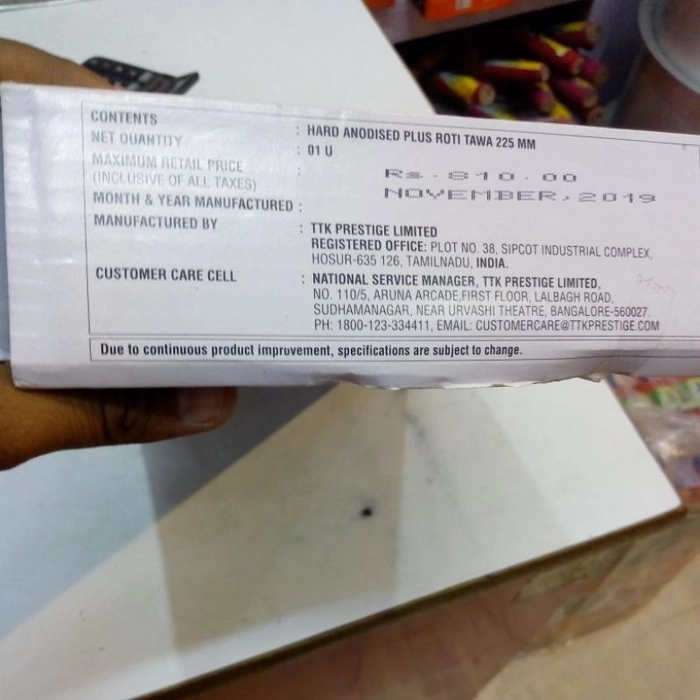 CONTENTS : HARD ANODISED PLUS ROTI TAWA 225 MM
NET QUANTITY : 01 U
MAXIMUM RETAIL PRICE :
(INCLUSIVE OF ALL TAXES) Rs. 810.00
MONTH & YEAR MANUFACTURED : NOVEMBER, 2019
MANUFACTURED BY : TTK PRESTIGE LIMITED
REGISTERED OFFICE: PLOT NO. 38, SIPCOT INDUSTRIAL COMPLEX,
HOSUR-635 126, TAMILNADU, INDIA.
CUSTOMER CARE CELL : NATIONAL SERVICE MANAGER, TTK PRESTIGE LIMITED,
NO. 110/5, ARUNA ARCADE,FIRST FLOOR, LALBAGH ROAD,
SUDHAMANAGAR, NEAR URVASHI THEATRE, BANGALORE-560027.
PH: 1800-123-334411, EMAIL: CUSTOMERCARE@TTKPRESTIGE.COM
Due to continuous product improvement, specifications are subject to change.